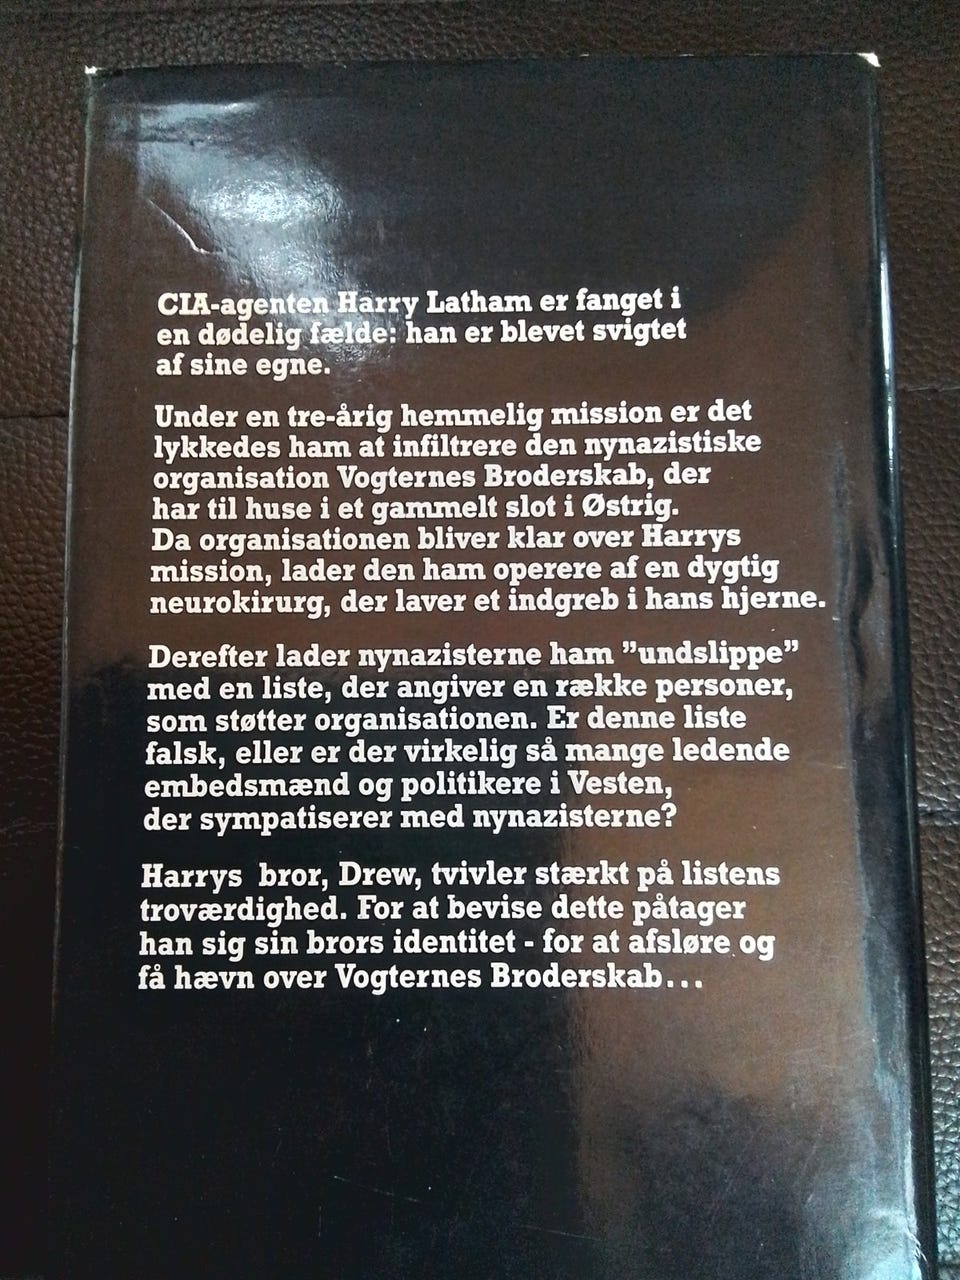 CIA-agenten Harry Latham er fanget i
en dødelig fælde: han er blevet svigtet
af sine egne.
Under en tre-årig hemmelig mission er det
lykkedes ham at infiltrere den nynazistiske
organisation Vogternes Broderskab, der
har til huse i et gammelt slot i Østrig.
Da organisationen bliver klar over Harrys
mission, lader den ham operere af en dygtig
neurokirurg, der laver et indgreb i hans hjerne.
Derefter lader nynazisterne ham ”undslippe”
med en liste, der angiver en række personer,
som støtter organisationen. Er denne liste
falsk, eller er der virkelig så mange ledende
embedsmænd og politikere i Vesten,
der sympatiserer med nynazisterne?
Harrys bror, Drew, tvivler stærkt på listens
troværdighed. For at bevise dette påtager
han sig sin brors identitet - for at afsløre og
få hævn over Vogternes Broderskab...